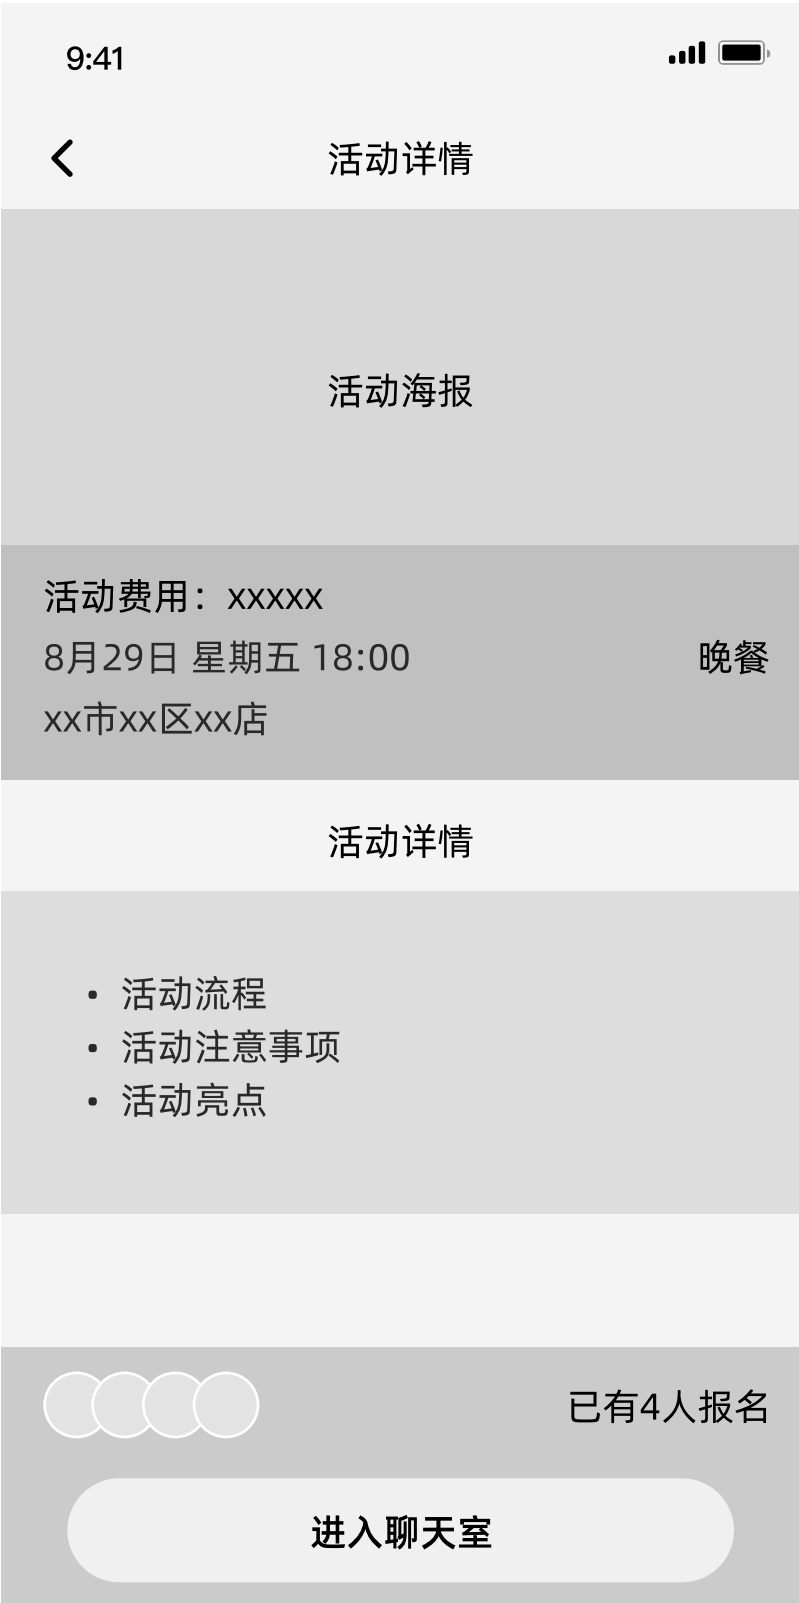 9:41
活动详情
活动海报
活动费用：xxxxx
8月29日 星期五 18:00 晚餐
xx市xx区xx店
活动详情
• 活动流程
• 活动注意事项
• 活动亮点
已有4人报名
进入聊天室